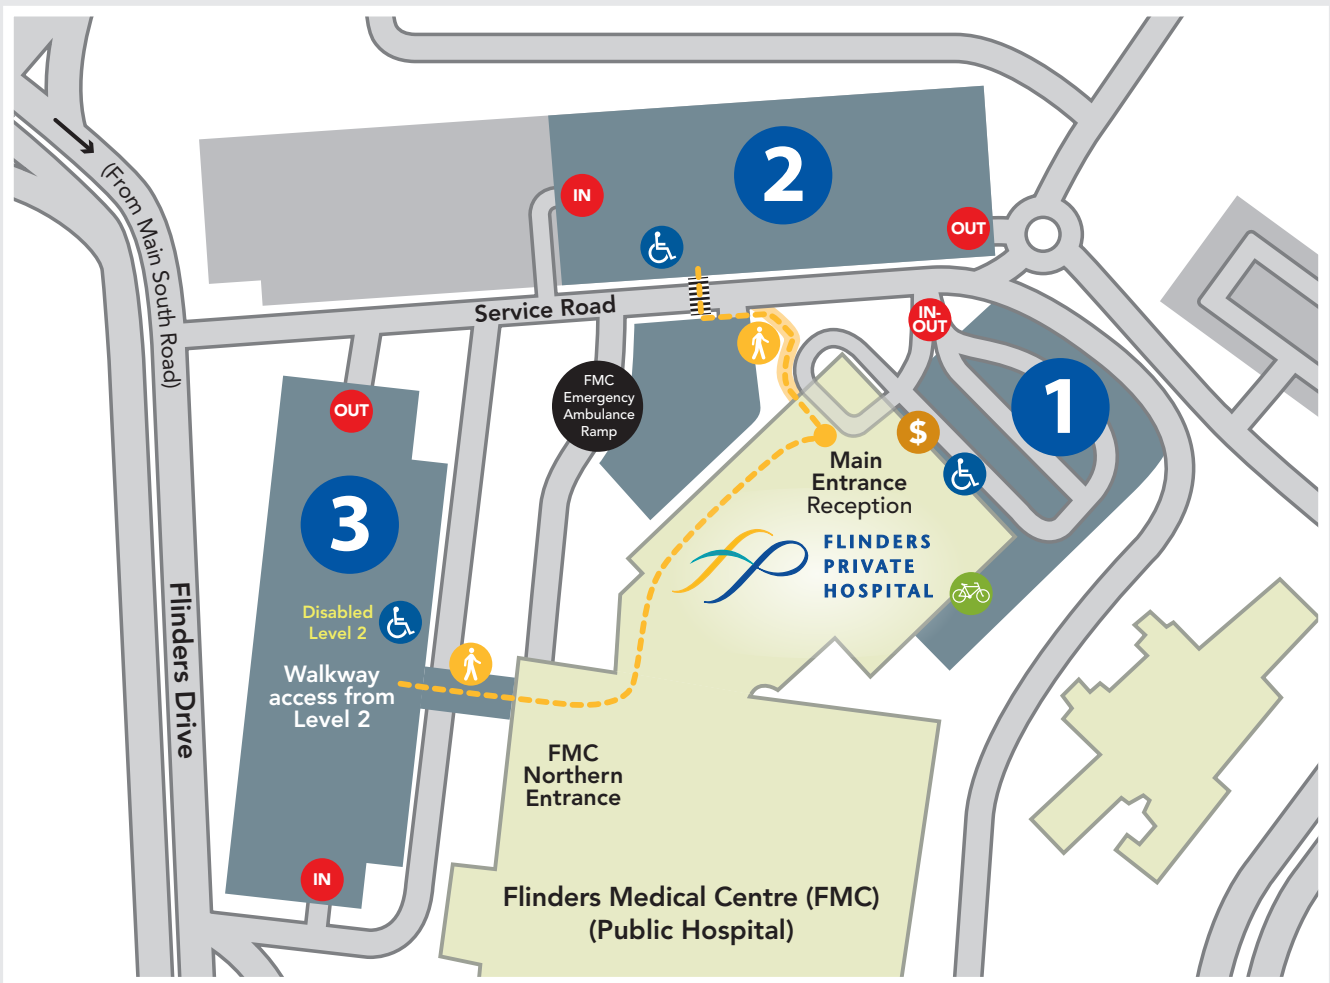 2
IN
OUT
(From Main South Road)
Service Road
IN-
OUT
FMC
Emergency
Ambulance
Ramp
1
OUT
$
Main
Entrance
Reception
3
FLINDERS
PRIVATE
HOSPITAL
Disabled
Level 2
Flinders Drive
Walkway
access from
Level 2
FMC
Northern
Entrance
IN
Flinders Medical Centre (FMC)
(Public Hospital)